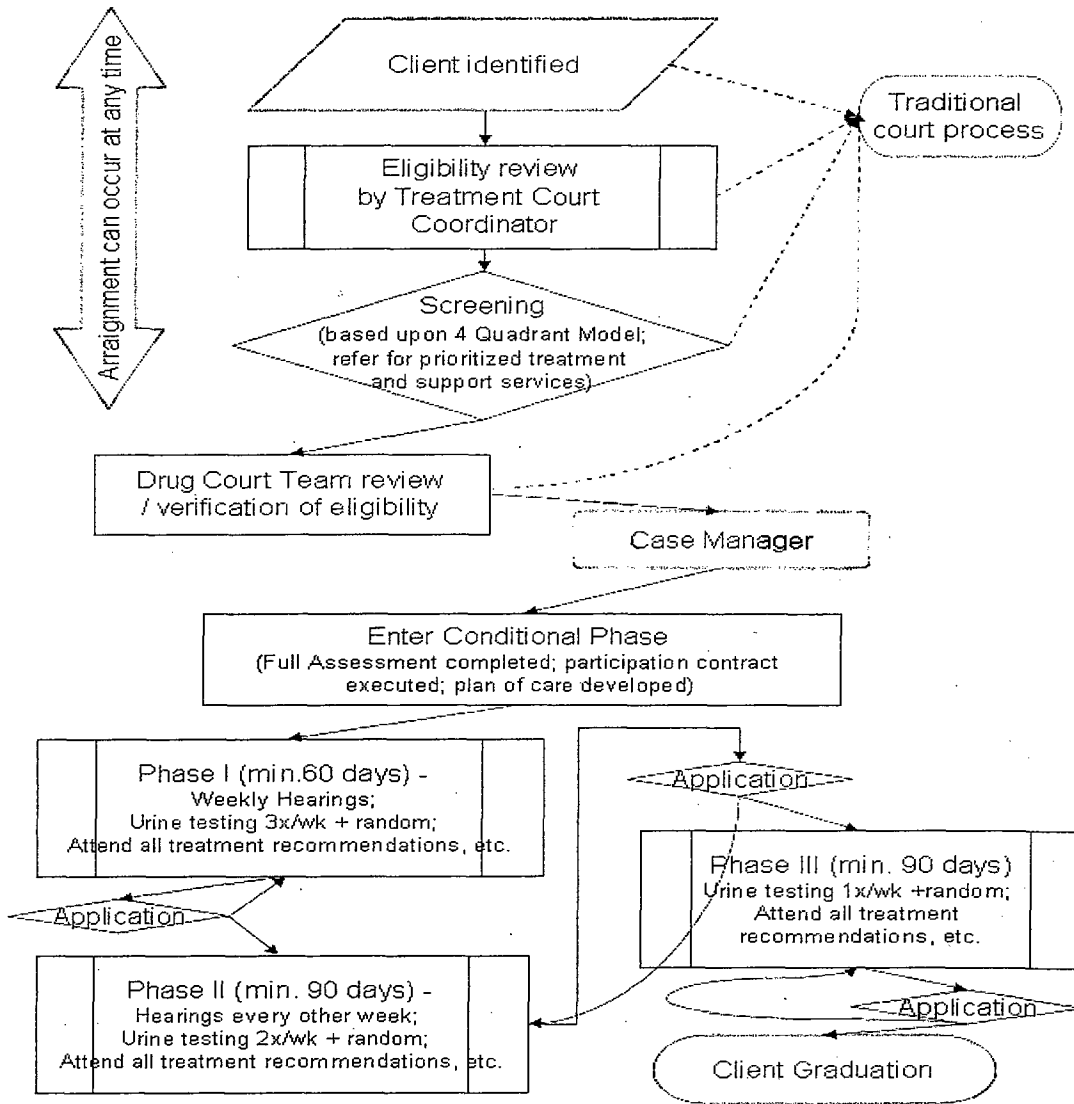 Arraignment can occur at any time
Client identified
Traditional
court process
Eligibility review
by Treatment Court
Coordinator
Screening
(based upon 4 Quadrant Model;
refer for prioritized treatment
and support services)
Drug Court Team review
/ verification of eligibility
Case Manager
Enter Conditional Phase
(Full Assessment completed; participation contract
executed; plan of care developed)
Phase I (min.60 days) -
Weekly Hearings;
Urine testing 3x/wk + random;
Attend all treatment recommendations, etc.
Application
Phase II (min. 90 days) -
Hearings every other week;
Urine testing 2x/wk + random;
Attend all treatment recommendations, etc.
Application
Phase III (min. 90 days)
Urine testing 1x/wk +random;
Attend all treatment
recommendations, etc.
Application
Client Graduation